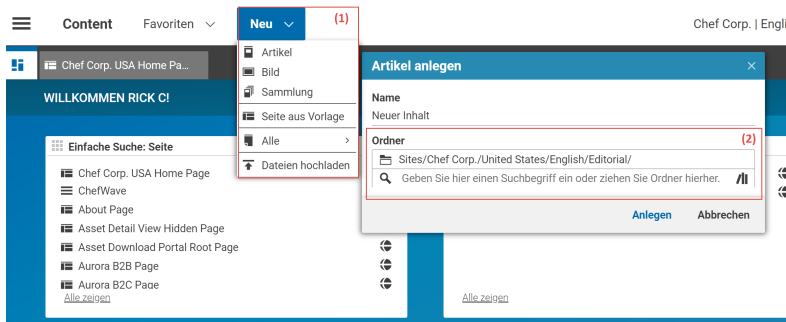 Content Favoriten Neu (1) Chef Corp. | Engli
Chef Corp. USA Home Pa...
WILLKOMMEN RICK C!
Artikel
Bild
Sammlung
Seite aus Vorlage
Alle
Dateien hochladen
Artikel anlegen
Name
Neuer Inhalt
Ordner (2)
Sites/Chef Corp./United States/English/Editorial/
Geben Sie hier einen Suchbegriff ein oder ziehen Sie Ordner hierher.
Anlegen Abbrechen
Einfache Suche: Seite
Chef Corp. USA Home Page
ChefWave
About Page
Asset Detail View Hidden Page
Asset Download Portal Root Page
Aurora B2B Page
Aurora B2C Page
Alle zeigen
Alle zeigen